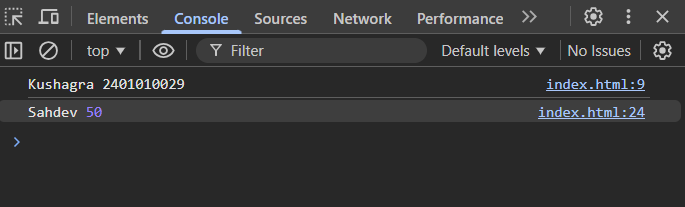 Elements Console Sources Network Performance
top Filter Default levels No Issues
Kushagra 2401010029 index.html:9
Sahdev 50 index.html:24